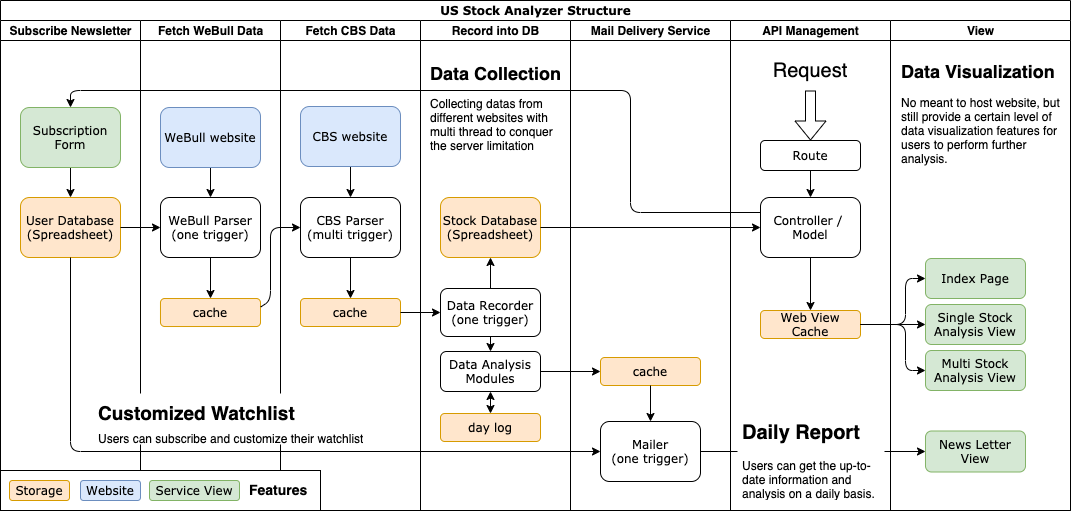 US Stock Analyzer Structure
Subscribe Newsletter
Fetch WeBull Data
Fetch CBS Data
Record into DB
Mail Delivery Service
API Management
View
Subscription
Form
User Database
(Spreadsheet)
WeBull website
WeBull Parser
(one trigger)
cache
CBS website
CBS Parser
(multi trigger)
cache
Data Collection
Collecting datas from
different websites with
multi thread to conquer
the server limitation
Stock Database
(Spreadsheet)
Data Recorder
(one trigger)
Data Analysis
Modules
day log
cache
Mailer
(one trigger)
Request
Route
Controller /
Model
Web View
Cache
Data Visualization
No meant to host website, but
still provide a certain level of
data visualization features for
users to perform further
analysis.
Index Page
Single Stock
Analysis View
Multi Stock
Analysis View
News Letter
View
Customized Watchlist
Users can subscribe and customize their watchlist
Daily Report
Users can get the up-to-
date information and
analysis on a daily basis.
Storage
Website
Service View
Features